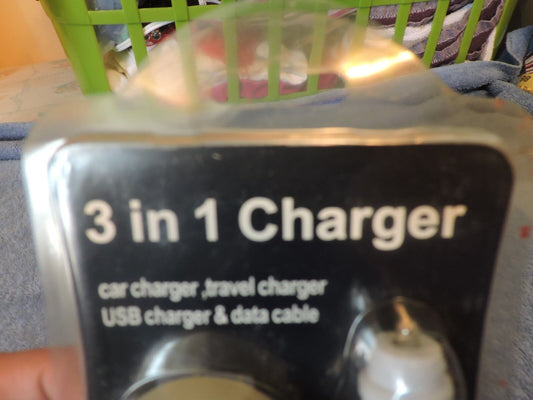 3 in 1 Charger
car charger ,travel charger
USB charger & data cable